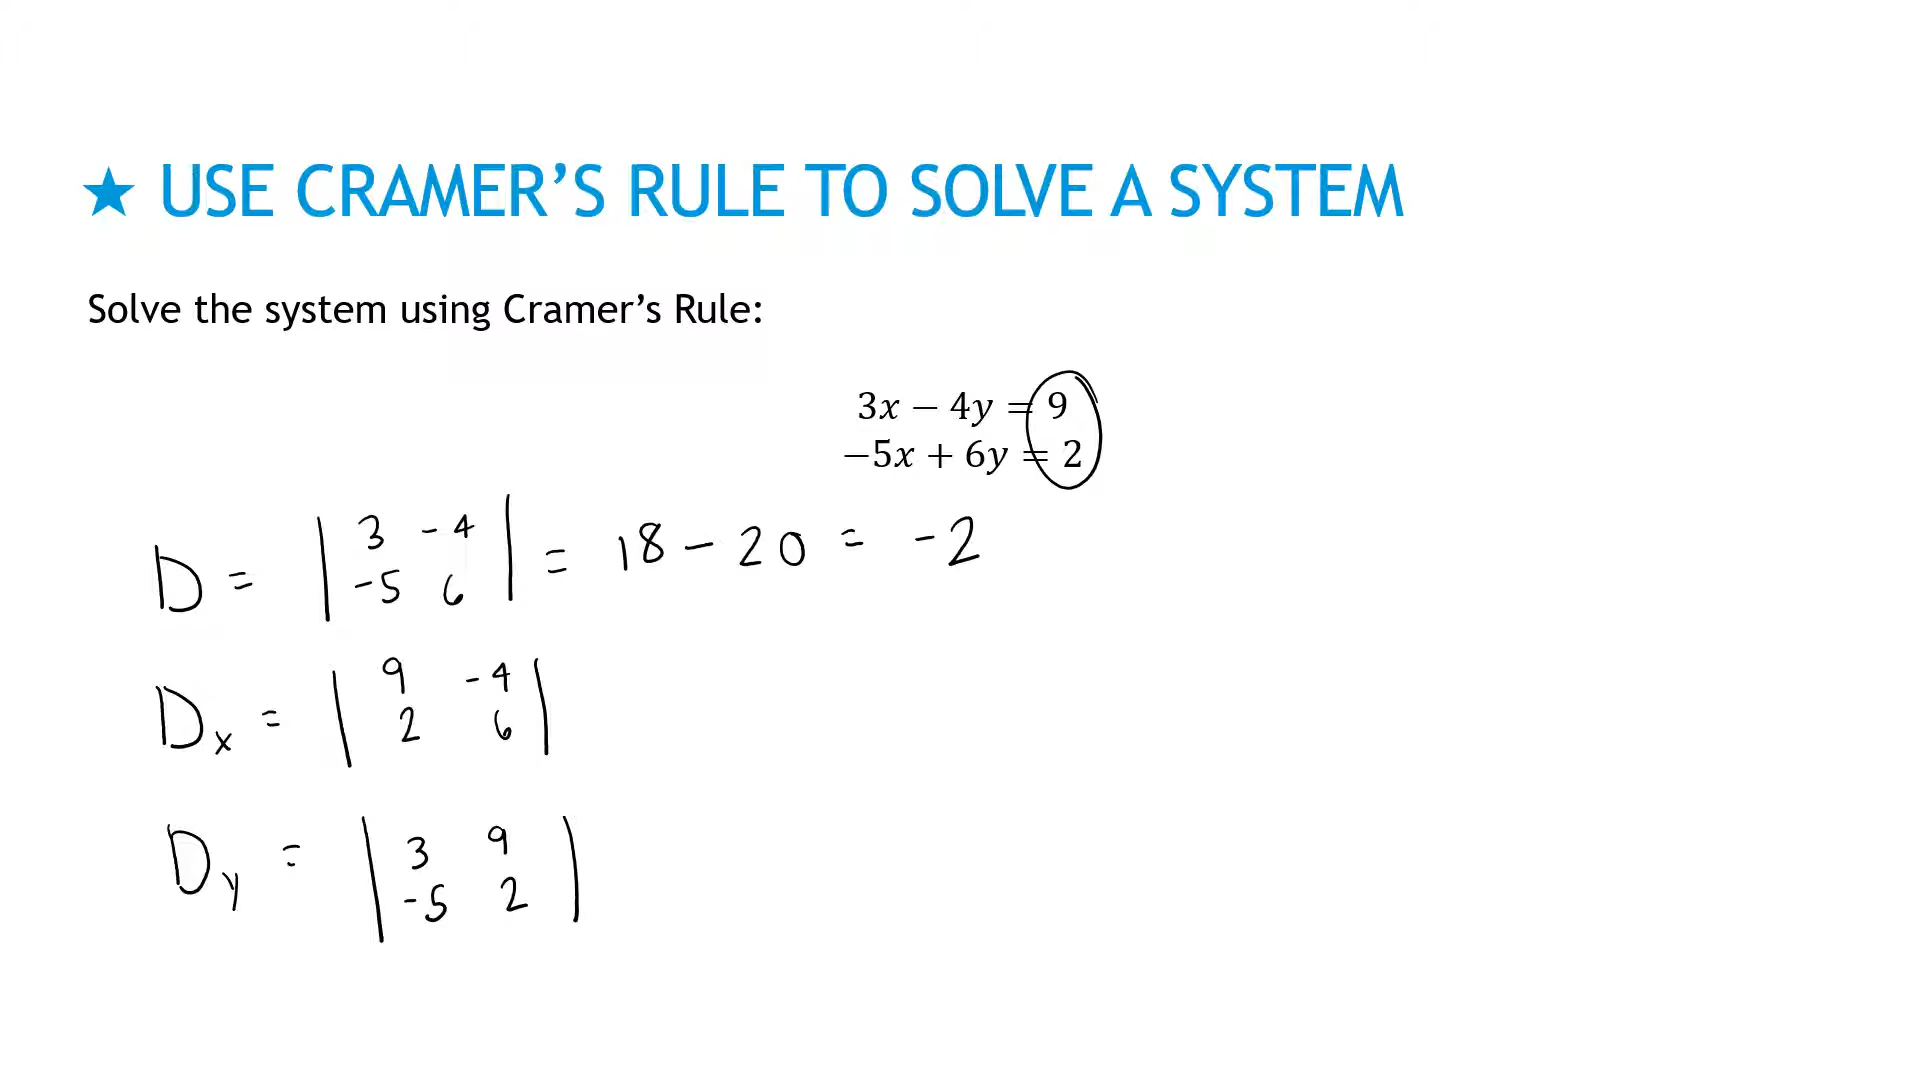 ★ USE CRAMER’S RULE TO SOLVE A SYSTEM
Solve the system using Cramer’s Rule:
3x − 4y = 9
−5x + 6y = 2
D = | 3 -4 | = 18 - 20 = -2
-5 6
Dx = | 9 -4 |
2 6
Dy = | 3 9 |
-5 2